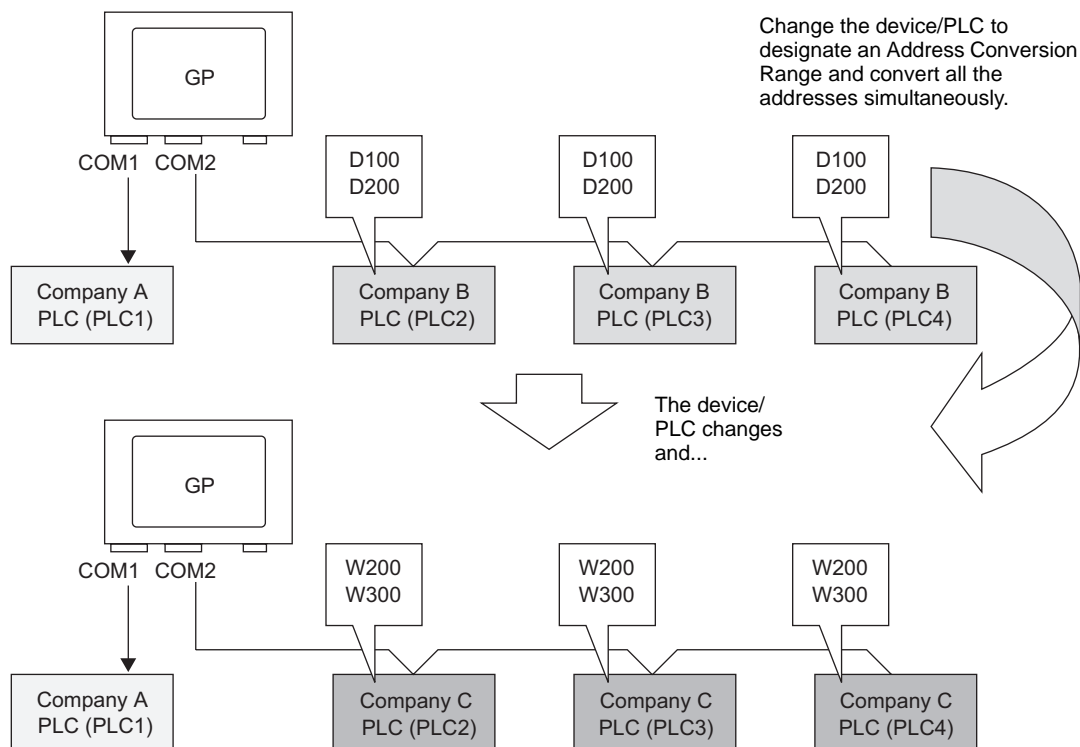 Change the device/PLC to
designate an Address Conversion
Range and convert all the
addresses simultaneously.
GP
COM1 COM2
D100
D200
D100
D200
D100
D200
Company A
PLC (PLC1)
Company B
PLC (PLC2)
Company B
PLC (PLC3)
Company B
PLC (PLC4)
The device/
PLC changes
and...
GP
COM1 COM2
W200
W300
W200
W300
W200
W300
Company A
PLC (PLC1)
Company C
PLC (PLC2)
Company C
PLC (PLC3)
Company C
PLC (PLC4)